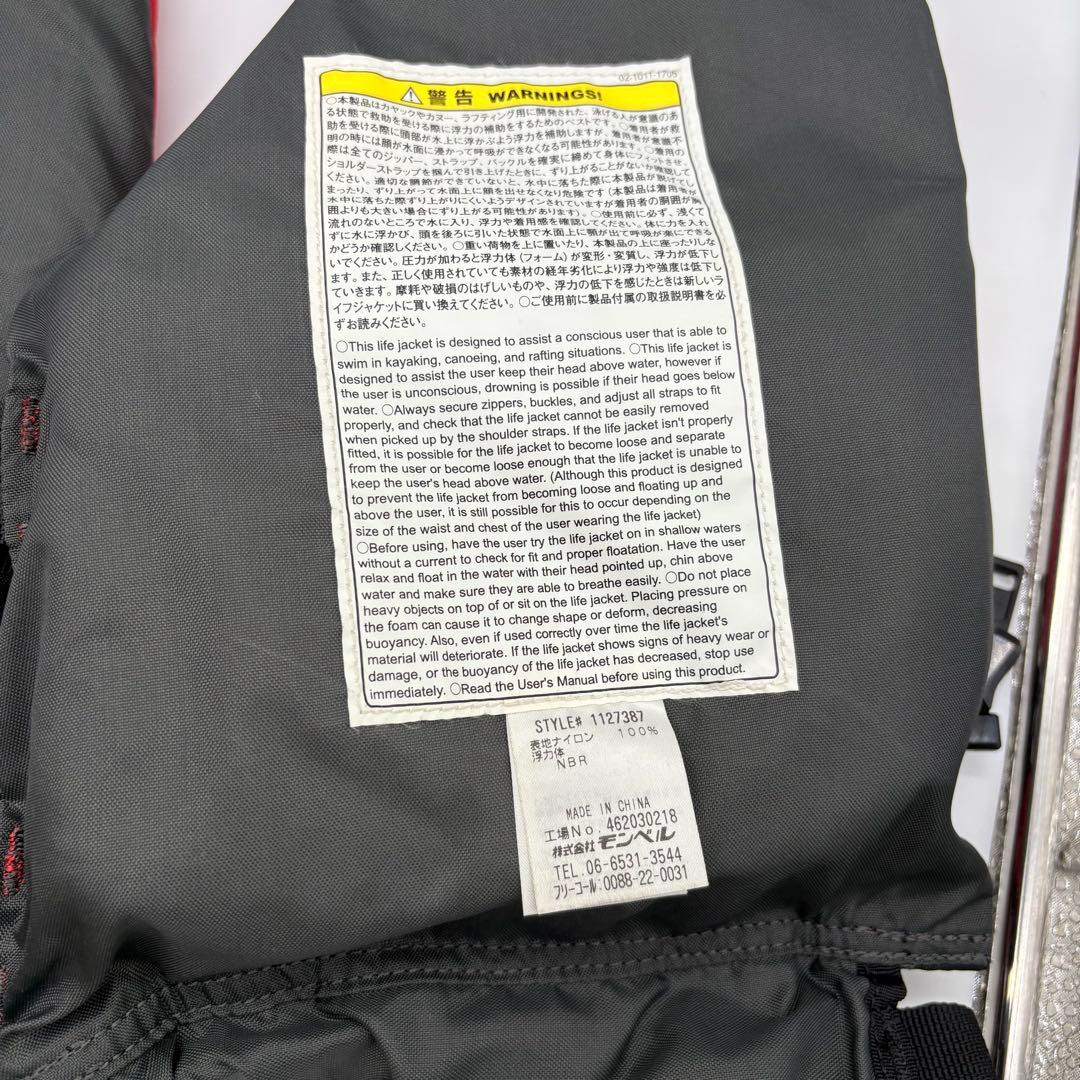 02-1011-1705
警告 WARNINGS!
○本製品はカヤックやカヌー、ラフティング用に開発された、泳げる人が意識のあ
る状態で救助を受ける際に浮力の補助をするためのベストです。○着用者が救
助を受ける際に頭部が水上に浮かぶよう浮力を補助しますが、着用者が意識不
明の時には顔が水面に浸かって呼吸ができなくなる可能性があります。○着用の
際は全てのジッパー、ストラップ、バックルを確実に締めて身体にフィットさせ、
ショルダーストラップを掴んで引き上げたときに、ずり上がることがないか確認して
ください。適切な調節ができていないと、水中に落ちた際に本製品が脱げてし
まったり、ずり上がって水面上に顔を出せなくなり危険です(本製品は着用者が
水中に落ちた際ずり上がりにくいようデザインされていますが着用者の胴囲が胸
囲よりも大きい場合にずり上がる可能性があります)。○使用前に必ず、浅くて
流れのないところで水に入り、浮力や着用感を確認してください。体に力を入れ
ずに水に浮かび、頭を後ろに引いた状態で水面上に顎が出て呼吸が楽にできる
かどうか確認しください。○重い荷物を上に置いたり、本製品の上に座ったりしな
いでください。圧力が加わると浮力体(フォーム)が変形・変質し、浮力が低下し
ます。また、正しく使用されていても素材の経年劣化により浮力や強度は低下し
ていきます。摩耗や破損のはげしいものや、浮力の低下を感じたときは新しいラ
イフジャケットに買い換えてください。○ご使用前に製品付属の取扱説明書を必
ずお読みください。
○This life jacket is designed to assist a conscious user that is able to
swim in kayaking, canoeing, and rafting situations. ○This life jacket is
designed to assist the user keep their head above water, however if
the user is unconscious, drowning is possible if their head goes below
water. ○Always secure zippers, buckles, and adjust all straps to fit
properly, and check that the life jacket cannot be easily removed
when picked up by the shoulder straps. If the life jacket isn't properly
fitted, it is possible for the life jacket to become loose and separate
from the user or become loose enough that the life jacket is unable to
keep the user's head above water. (Although this product is designed
to prevent the life jacket from becoming loose and floating up and
above the user, it is still possible for this to occur depending on the
size of the waist and chest of the user wearing the life jacket)
○Before using, have the user try the life jacket on in shallow waters
without a current to check for fit and proper floatation. Have the user
relax and float in the water with their head pointed up, chin above
water and make sure they are able to breathe easily. ○Do not place
heavy objects on top of or sit on the life jacket. Placing pressure on
the foam can cause it to change shape or deform, decreasing
buoyancy. Also, even if used correctly over time the life jacket's
material will deteriorate. If the life jacket shows signs of heavy wear or
damage, or the buoyancy of the life jacket has decreased, stop use
immediately. ○Read the User's Manual before using this product.
STYLE# 1127387
表地ナイロン 100%
浮力体
NBR
MADE IN CHINA
工場No. 462030218
株式会社モンベル
TEL.06-6531-3544
フリーコール:0088-22-0031